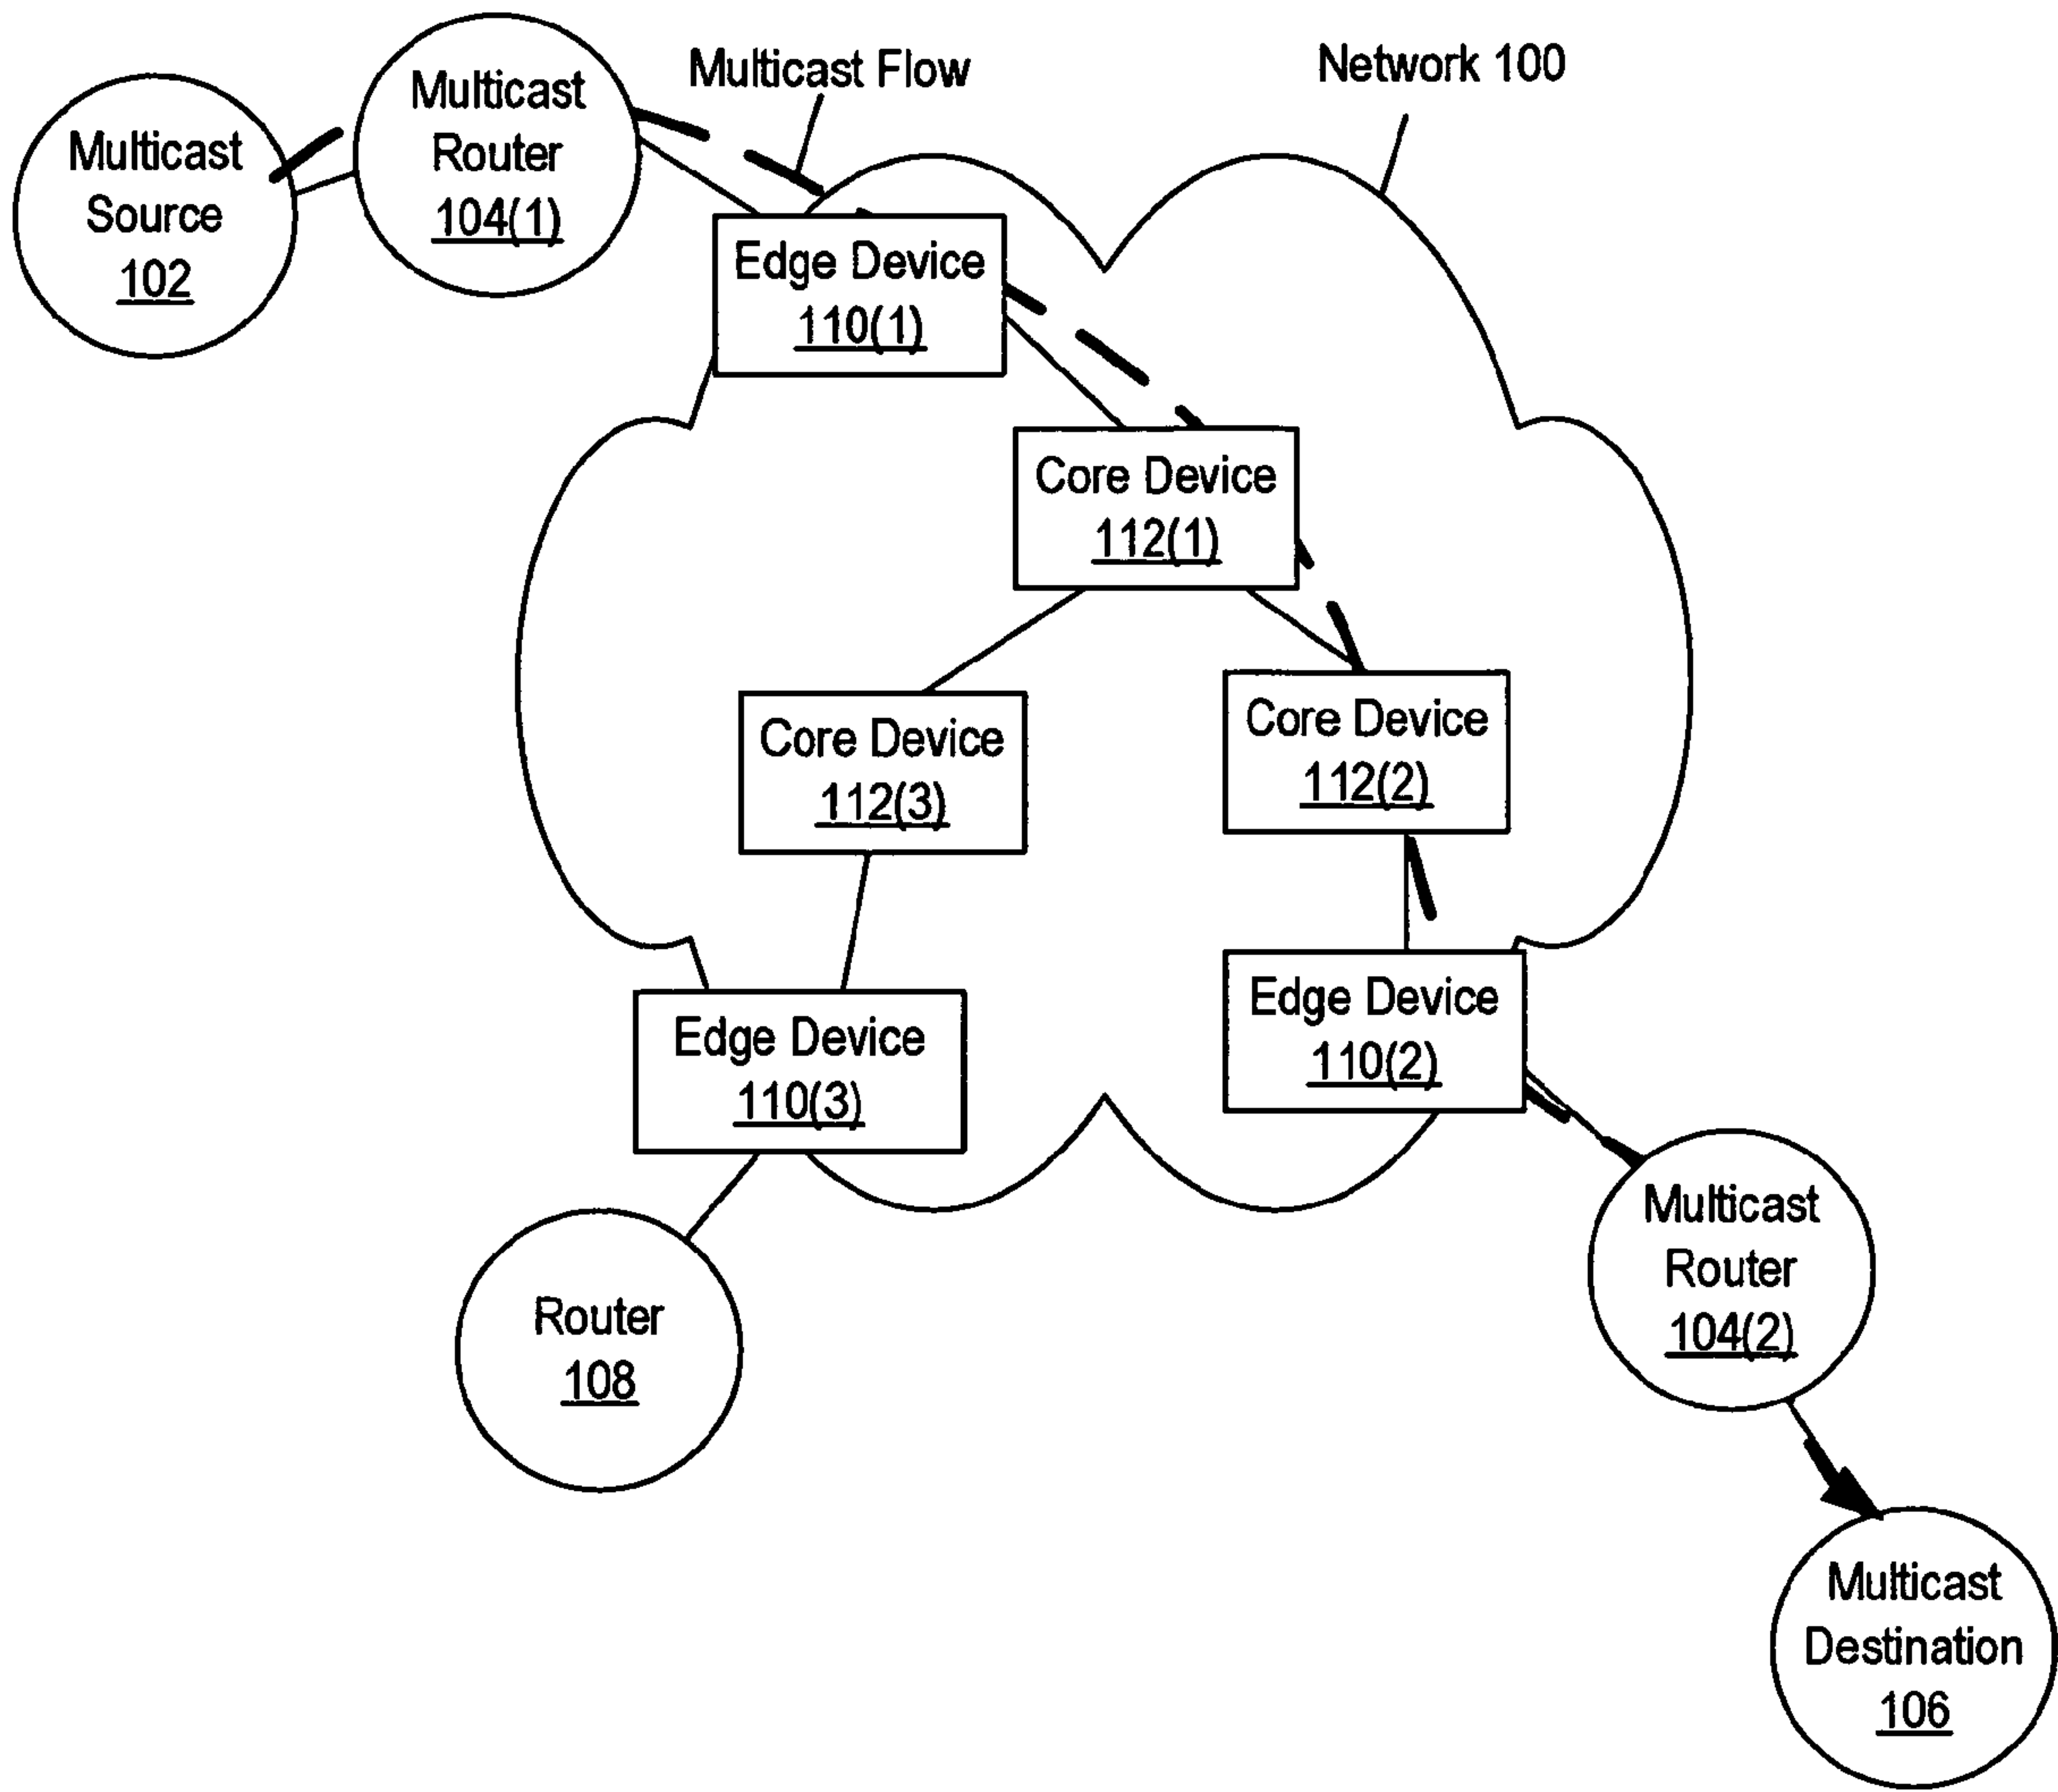 Multicast Flow
Network 100
Multicast
Router
104(1)
Multicast
Source
102
Edge Device
110(1)
Core Device
112(1)
Core Device
112(3)
Core Device
112(2)
Edge Device
110(3)
Edge Device
110(2)
Router
108
Multicast
Router
104(2)
Multicast
Destination
106